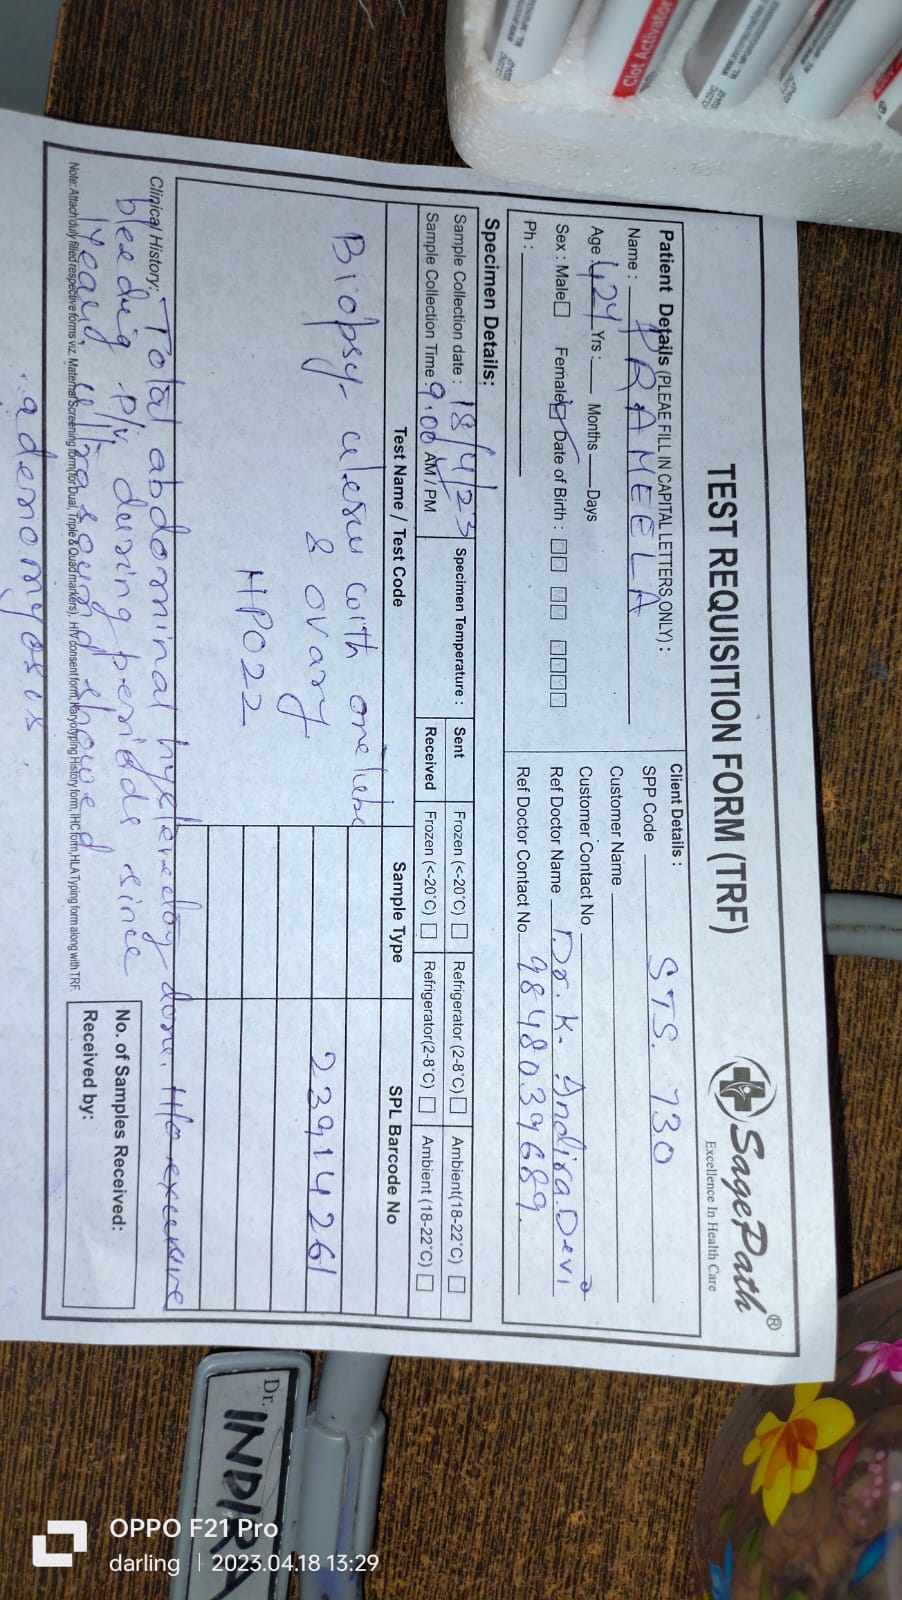 TEST REQUISITION FORM (TRF)
SagePath®
Excellence In Health Care
Patient Details (PLEAE FILL IN CAPITAL LETTERS ONLY) :
Name : PRAMEELA
Age : 42Y Yrs : Months Days
Sex : Male Female Date of Birth :
Ph :
Client Details :
SPP Code STS. 730
Customer Name
Customer Contact No
Ref Doctor Name Dr. K. Indira Devi
Ref Doctor Contact No. 9848039689.
Specimen Details:
Sample Collection date : 18/4/23
Specimen Temperature :
Sent Frozen (<-20°C) Refrigerator (2-8°C) Ambient(18-22°C)
Sample Collection Time : 9.00 AM / PM
Received Frozen (<-20°C) Refrigerator(2-8°C) Ambient (18-22°C)
Test Name / Test Code
Sample Type
SPL Barcode No
Biopsy- with one tube
& ovary
HP022
23914261
Clinical History: Total abdominal done. H/o
bleeding p/v during periods since
1 year, ultrasound showed
adenomyosis.
No. of Samples Received:
Received by:
Note: Attach duly filled respective forms viz. Maternal Screening form (for Dual, Triple & Quad markers), HIV consent form, Karyotyping History form, IHC form, HLA Typing form along with TRF.
Clot Activator
Dr.
INDIRA
OPPO F21 Pro
darling | 2023.04.18 13:29